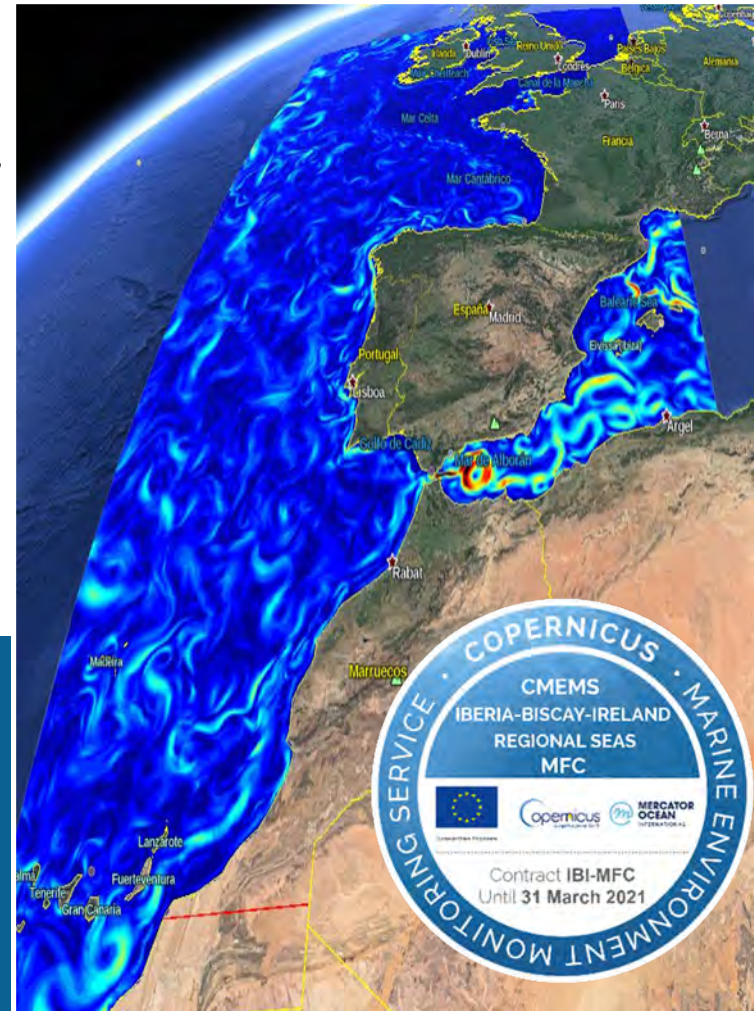 Copenhague
Irlanda
Dublin
Reino Unido
Londres
Países Bajos
Bélgica
Alemania
Canal de la Mancha
Mar Celta
Paris
Berna
Francia
Mar Cantábrico
España
Madrid
Balearic Sea
Eivissa (Ibiza)
Portugal
Lisboa
Golfo de Cádiz
Mar de Alborán
Argel
Rabat
Madeira
Marruecos
Lanzarote
Fuerteventura
Tenerife
Gran Canaria
COPERNICUS · MARINE ENVIRONMENT MONITORING SERVICE ·
CMEMS
IBERIA-BISCAY-IRELAND
REGIONAL SEAS
MFC
opernicus
MERCATOR
OCEAN
INTERNATIONAL
Contract IBI-MFC
Until 31 March 2021